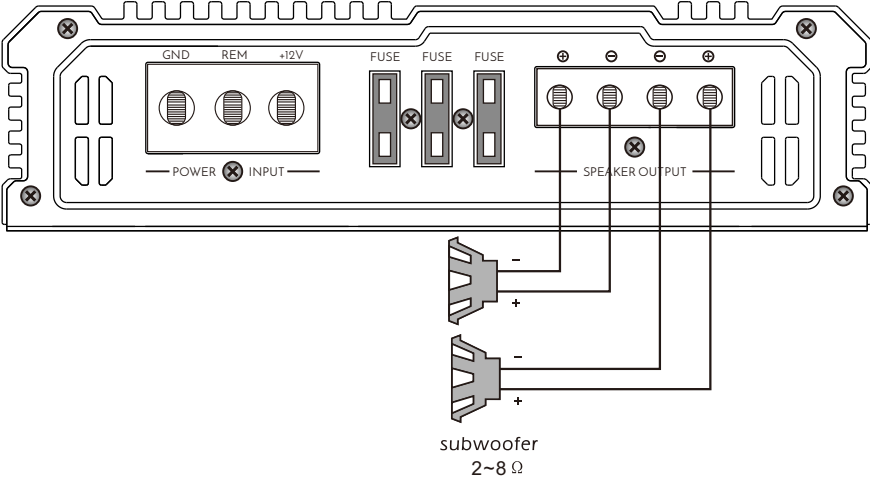 GND REM +12V
FUSE FUSE FUSE
⊕ ⊖ ⊖ ⊕
POWER INPUT
SPEAKER OUTPUT
−
+
−
+
subwoofer
2~8 Ω